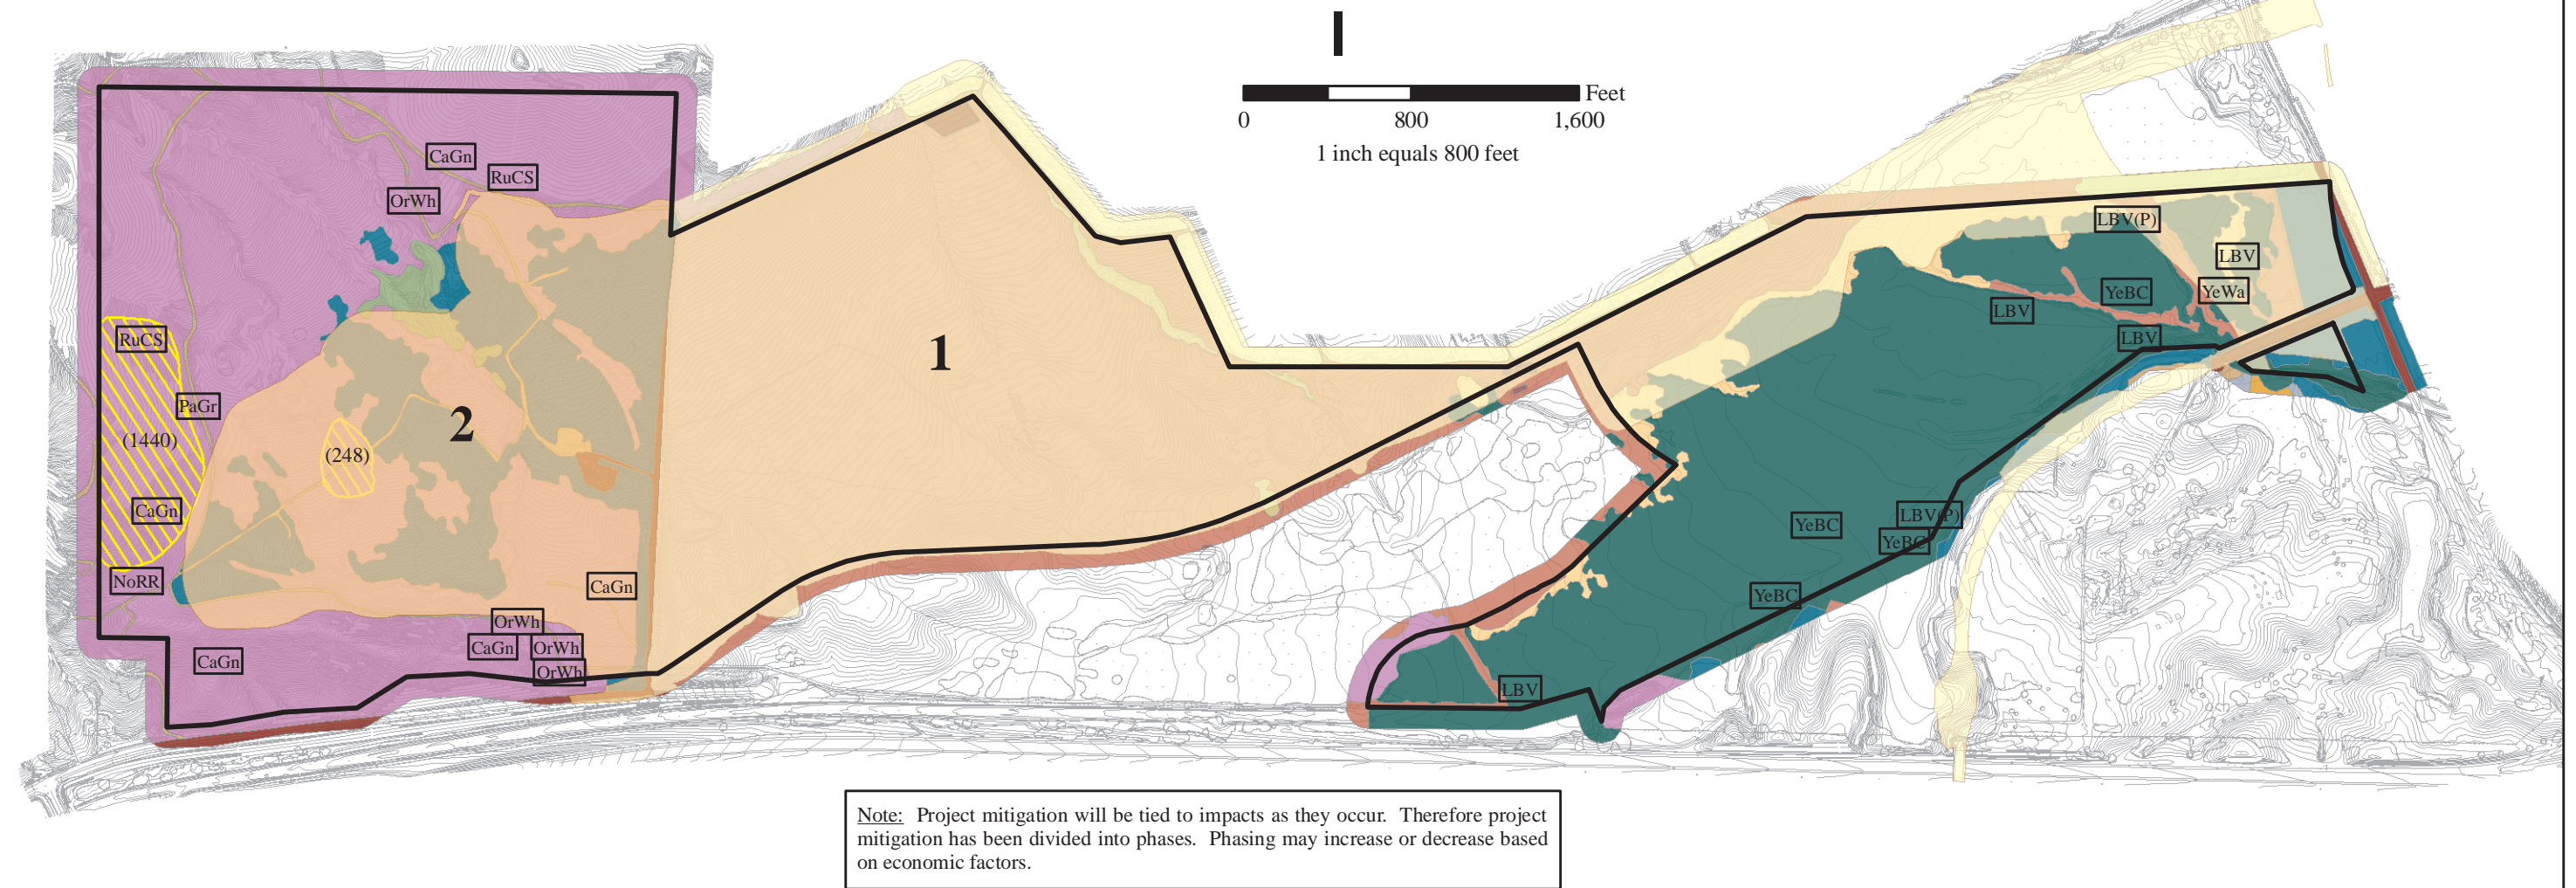 Feet
0 800 1,600
1 inch equals 800 feet
CaGn
RuCS
OrWh
LBV(P)
LBV
YeBC
YeWa
LBV
LBV
RuCS
1
PaGr
2
(1440)
(248)
CaGn
LBV(P)
YeBC
YeBC
NoRR
CaGn
YeBC
OrWh
CaGn
OrWh
CaGn
OrWh
LBV
Note: Project mitigation will be tied to impacts as they occur. Therefore project
mitigation has been divided into phases. Phasing may increase or decrease based
on economic factors.